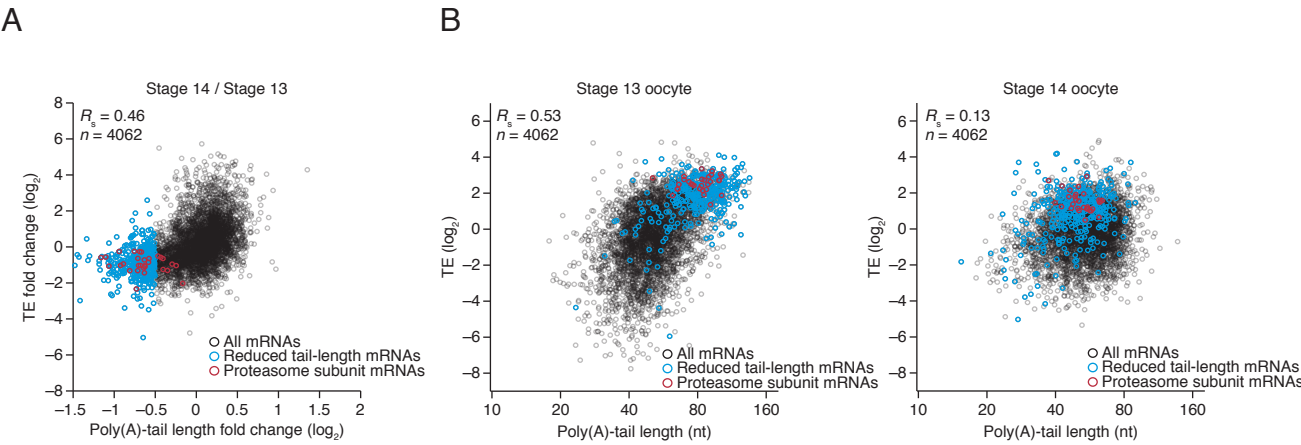 A
Stage 14 / Stage 13
Rs = 0.46
n = 4062
8
6
4
2
0
–2
–4
–6
–8
TE fold change (log2)
All mRNAs
Reduced tail-length mRNAs
Proteasome subunit mRNAs
–1.5 –1 –0.5 0 0.5 1 1.5 2
Poly(A)-tail length fold change (log2)
B
Stage 13 oocyte
Rs = 0.53
n = 4062
6
4
2
0
–2
–4
–6
–8
TE (log2)
All mRNAs
Reduced tail-length mRNAs
Proteasome subunit mRNAs
10 20 40 80 160
Poly(A)-tail length (nt)
Stage 14 oocyte
Rs = 0.13
n = 4062
6
4
2
0
–2
–4
–6
–8
TE (log2)
All mRNAs
Reduced tail-length mRNAs
Proteasome subunit mRNAs
10 20 40 80 160
Poly(A)-tail length (nt)